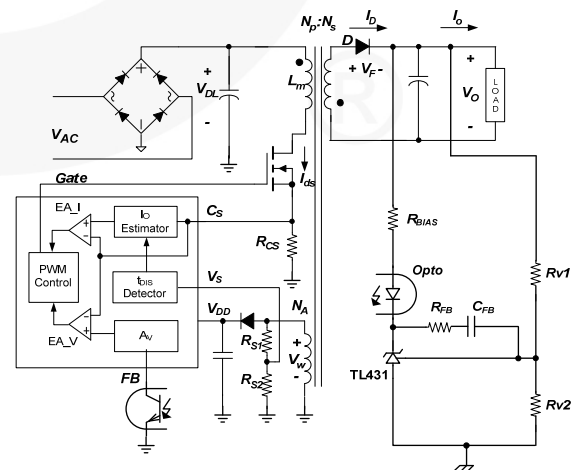 Np:Ns
ID
Io
D
+ VF -
+
VDL
-
Lm
+
VO
-
LOAD
VAC
Gate
Ids
EA_I
IO
Estimator
CS
RCS
RBIAS
PWM
Control
tDIS
Detector
VS
Opto
Rv1
VDD
NA
RFB
CFB
EA_V
AV
RS1
+
Vw
-
RS2
TL431
FB
Rv2
®